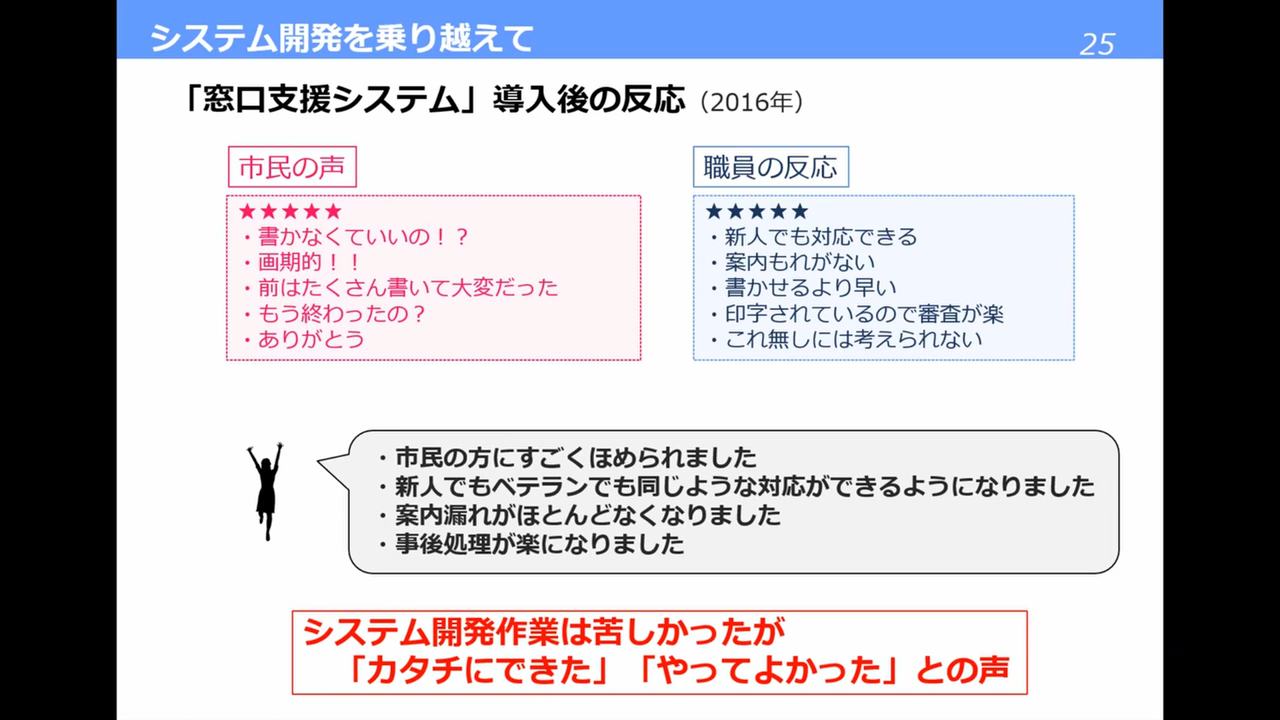 システム開発を乗り越えて
25
「窓口支援システム」導入後の反応（2016年）
市民の声
★★★★★
・書かなくていいの！？
・画期的！！
・前はたくさん書いて大変だった
・もう終わったの？
・ありがとう
職員の反応
★★★★★
・新人でも対応できる
・案内もれがない
・書かせるより早い
・印字されているので審査が楽
・これ無しには考えられない
・市民の方にすごくほめられました
・新人でもベテランでも同じような対応ができるようになりました
・案内漏れがほとんどなくなりました
・事後処理が楽になりました
システム開発作業は苦しかったが
「カタチにできた」「やってよかった」との声